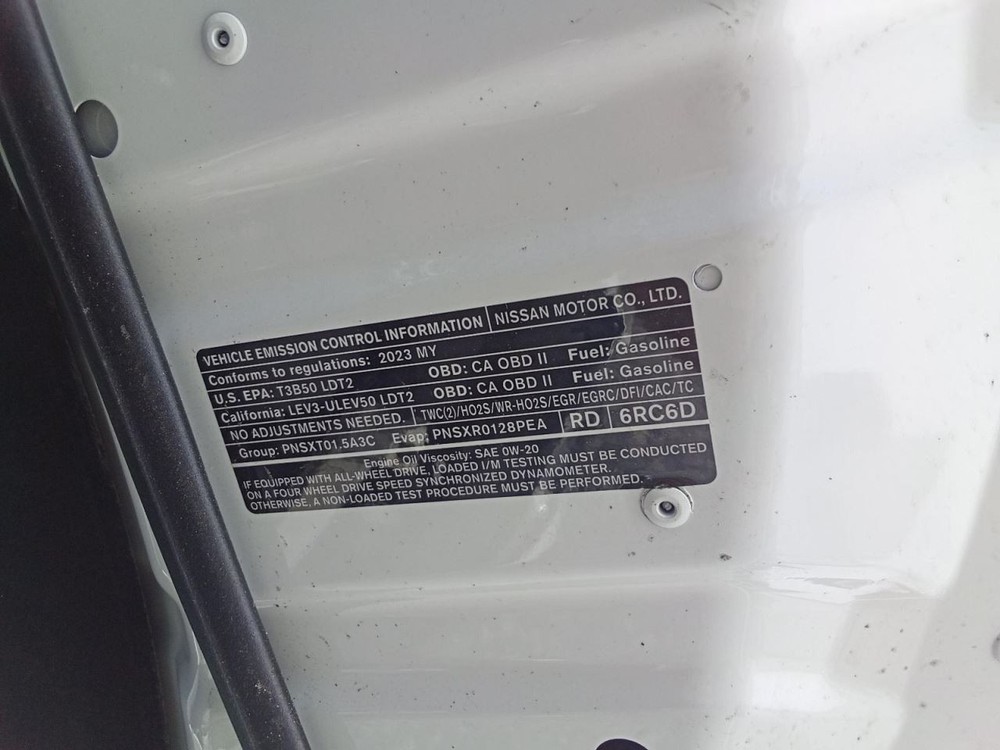 VEHICLE EMISSION CONTROL INFORMATION NISSAN MOTOR CO., LTD.
Conforms to regulations: 2023 MY
U.S. EPA: T3B50 LDT2 OBD: CA OBD II Fuel: Gasoline
California: LEV3-ULEV50 LDT2 OBD: CA OBD II Fuel: Gasoline
NO ADJUSTMENTS NEEDED. TWC(2)/HO2S/WR-HO2S/EGR/EGRC/DFI/CAC/TC
Group: PNSXT01.5A3C Evap: PNSXR0128PEA RD 6RC6D
Engine Oil Viscosity: SAE 0W-20
IF EQUIPPED WITH ALL-WHEEL DRIVE, LOADED I/M TESTING MUST BE CONDUCTED
ON A FOUR WHEEL DRIVE SPEED SYNCHRONIZED DYNAMOMETER.
OTHERWISE, A NON-LOADED TEST PROCEDURE MUST BE PERFORMED.